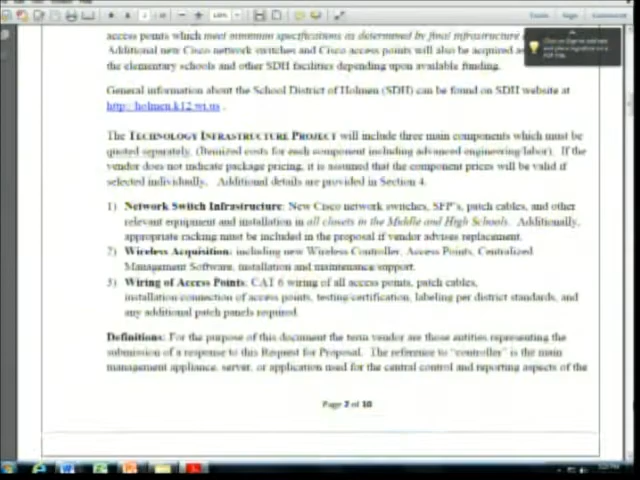 access points which meet minimum specifications as determined by final infrastructure
Additional new Cisco network switches and Cisco access points will also be acquired
the elementary schools and other SDH facilities depending upon available funding.
General information about the School District of Holmen (SDH) can be found on SDH website at
http://holmen.k12.wi.us .
The TECHNOLOGY INFRASTRUCTURE PROJECT will include three main components which must be
quoted separately. (Itemized costs for each component including advanced engineering/labor). If the
vendor does not indicate package pricing, it is assumed that the component prices will be valid if
selected individually. Additional details are provided in Section 4.
1) Network Switch Infrastructure: New Cisco network switches, SFP's, patch cables, and other
relevant equipment and installation in all closets in the Middle and High Schools. Additionally,
appropriate racking must be included in the proposal if vendor advises replacement.
2) Wireless Acquisition: including new Wireless Controller, Access Points, Centralized
Management Software, installation and maintenance support.
3) Wiring of Access Points: CAT 6 wiring of all access points, patch cables,
installation/connection of access points, testing/certification, labeling per district standards, and
any additional patch panels required.
Definitions: For the purpose of this document the term vendor are those entities representing the
submission of a response to this Request for Proposal. The reference to "controller" is the main
management appliance, server, or application used for the central control and reporting aspects of the
Page 2 of 10